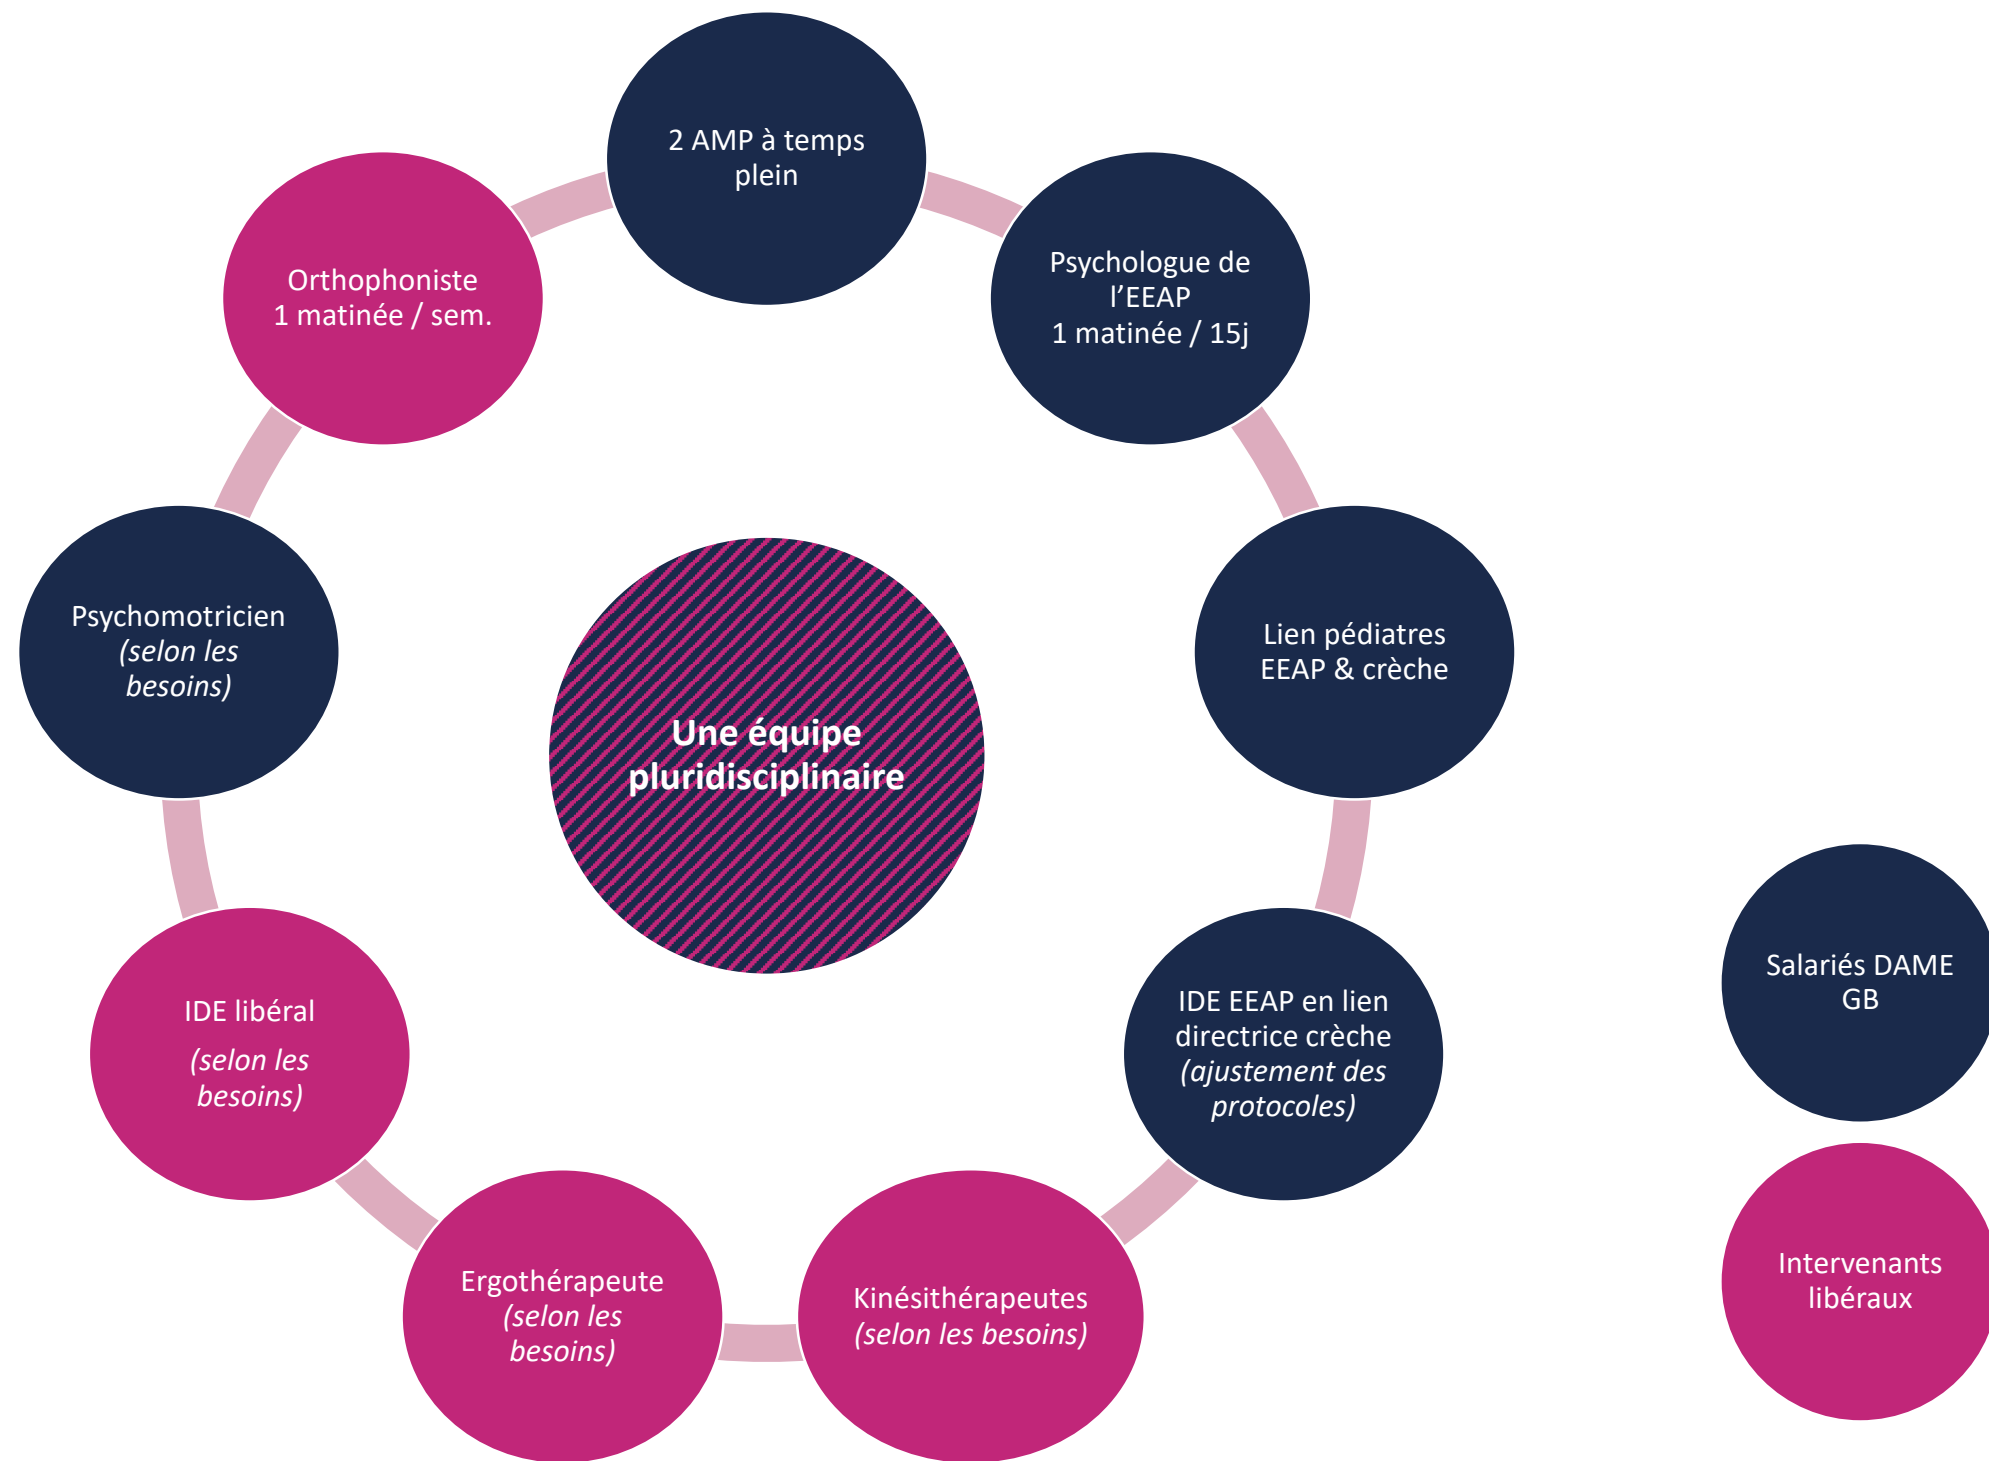 2 AMP à temps
plein
Psychologue de
l’EEAP
1 matinée / 15j
Lien pédiatres
EEAP & crèche
IDE EEAP en lien
directrice crèche
(ajustement des
protocoles)
Kinésithérapeutes
(selon les besoins)
Ergothérapeute
(selon les
besoins)
IDE libéral
(selon les
besoins)
Psychomotricien
(selon les
besoins)
Orthophoniste
1 matinée / sem.
Une équipe
pluridisciplinaire
Salariés DAME
GB
Intervenants
libéraux